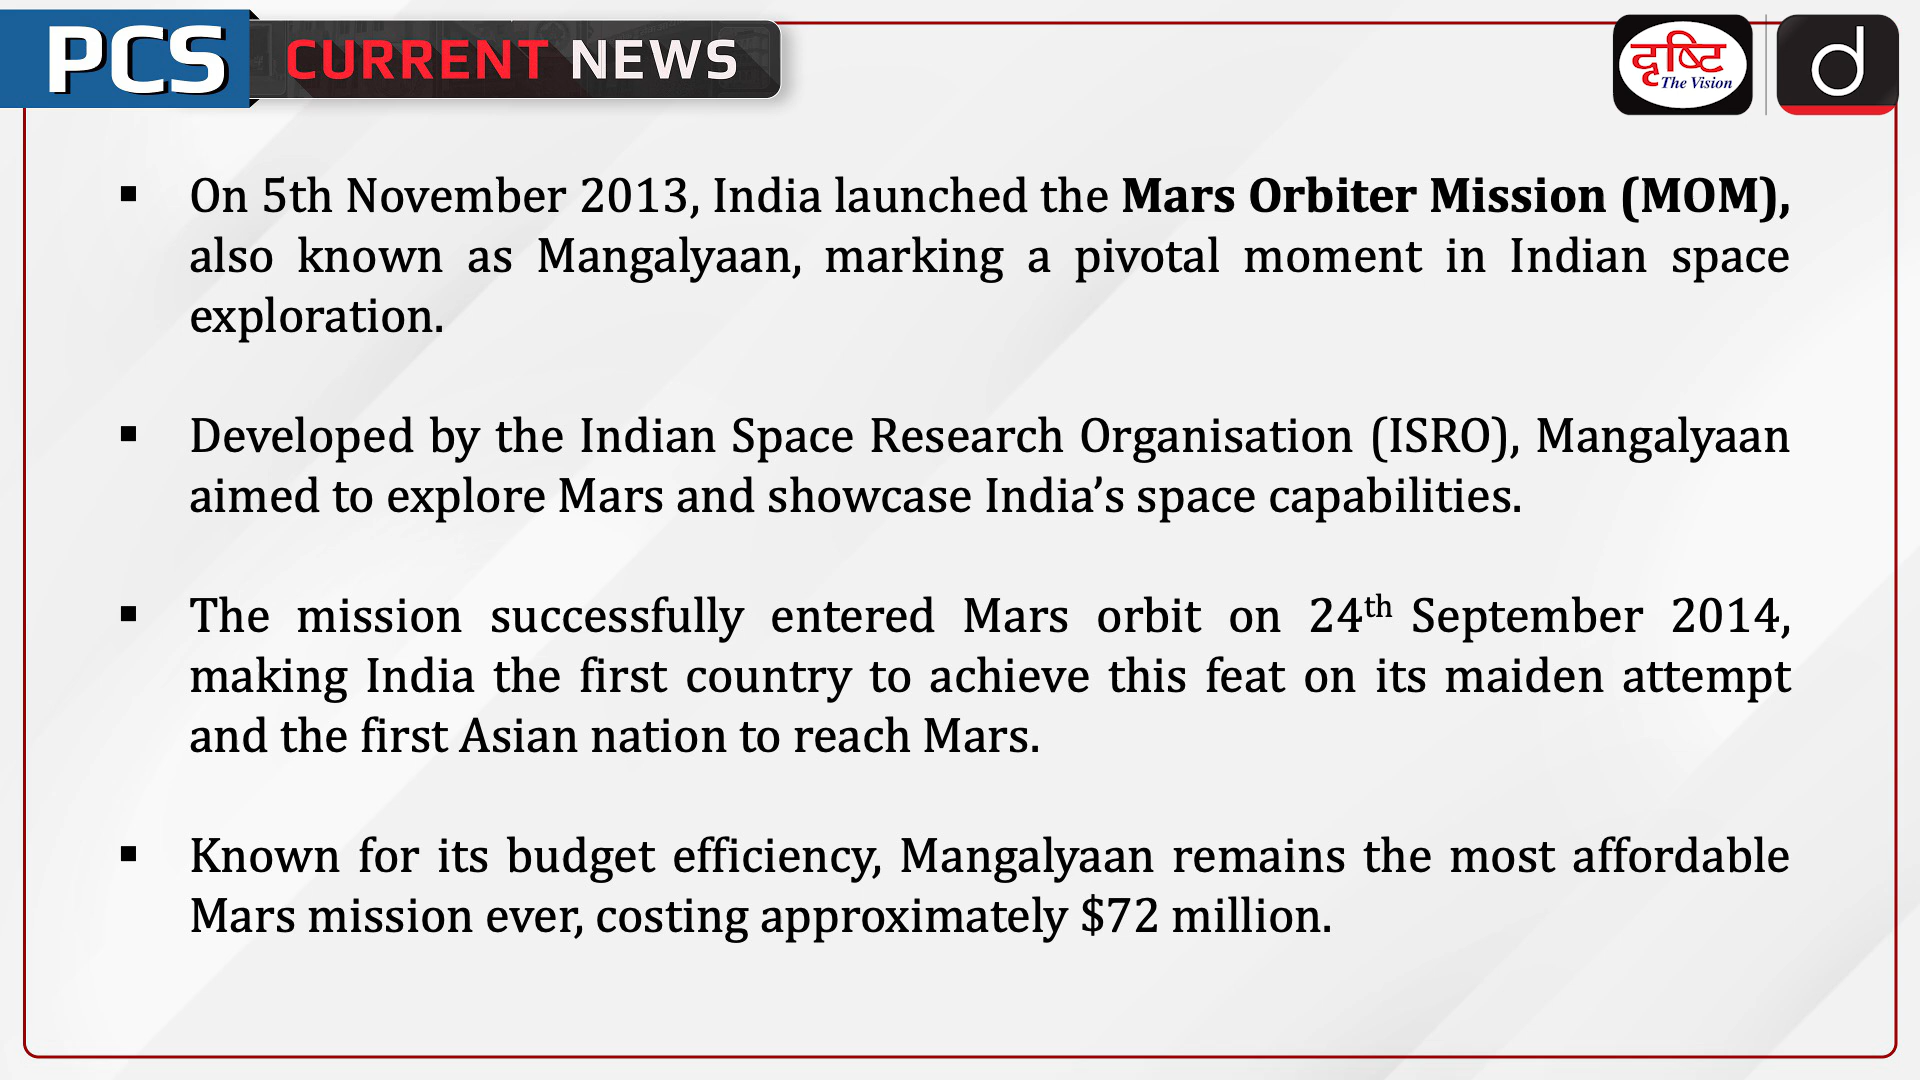 PCS CURRENT NEWS
दृष्टि
The Vision
d
▪ On 5th November 2013, India launched the Mars Orbiter Mission (MOM),
also known as Mangalyaan, marking a pivotal moment in Indian space
exploration.
▪ Developed by the Indian Space Research Organisation (ISRO), Mangalyaan
aimed to explore Mars and showcase India’s space capabilities.
▪ The mission successfully entered Mars orbit on 24th September 2014,
making India the first country to achieve this feat on its maiden attempt
and the first Asian nation to reach Mars.
▪ Known for its budget efficiency, Mangalyaan remains the most affordable
Mars mission ever, costing approximately $72 million.